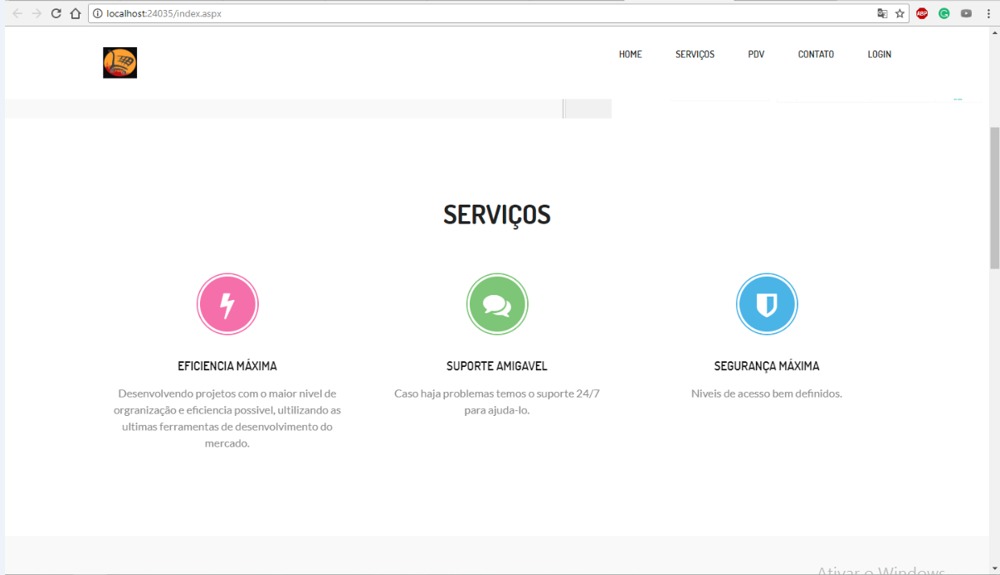 localhost:24035/index.aspx
ABP
HOME SERVIÇOS PDV CONTATO LOGIN
SERVIÇOS
EFICIENCIA MÁXIMA
Desenvolvendo projetos com o maior nivel de
orgranização e eficiencia possivel, ultilizando as
ultimas ferramentas de desenvolvimento do
mercado.
SUPORTE AMIGAVEL
Caso haja problemas temos o suporte 24/7
para ajuda-lo.
SEGURANÇA MÁXIMA
Niveis de acesso bem definidos.
Ativar o Windows